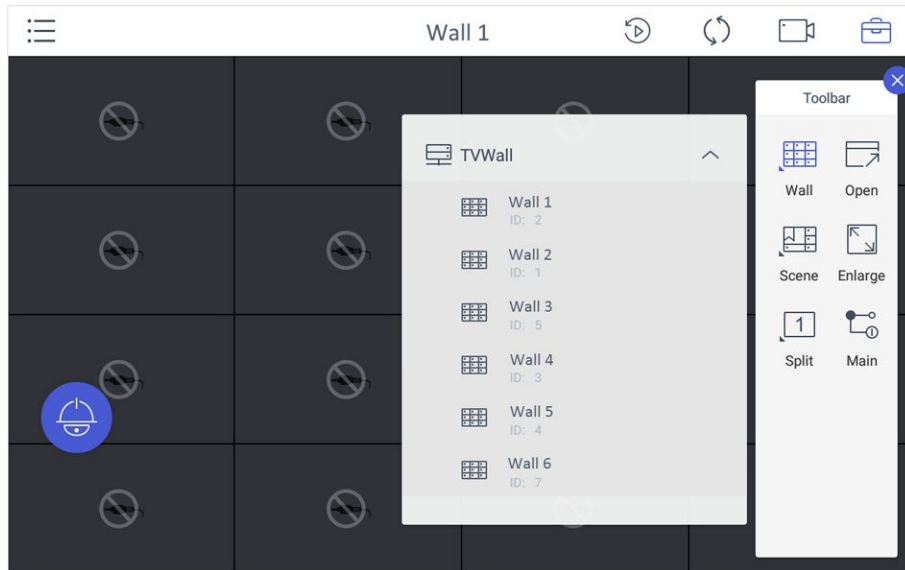 Wall 1
Toolbar
TVWall
Wall 1
ID: 2
Wall 2
ID: 1
Wall 3
ID: 5
Wall 4
ID: 3
Wall 5
ID: 4
Wall 6
ID: 7
Wall Open
Scene Enlarge
1
Split Main